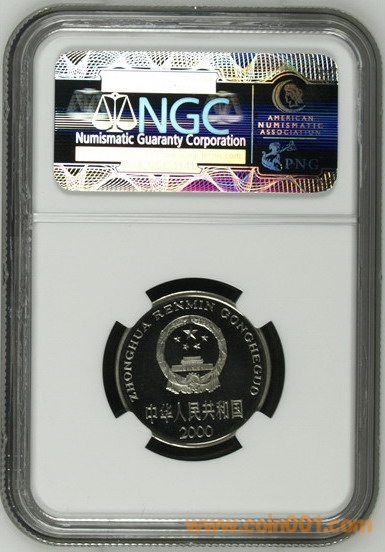 NGC
Numismatic Guaranty Corporation
AMERICAN
NUMISMATIC
ASSOCIATION
PNG
ZHONGHUA RENMIN GONGHEGUO
中华人民共和国
2000
www.coin001.com